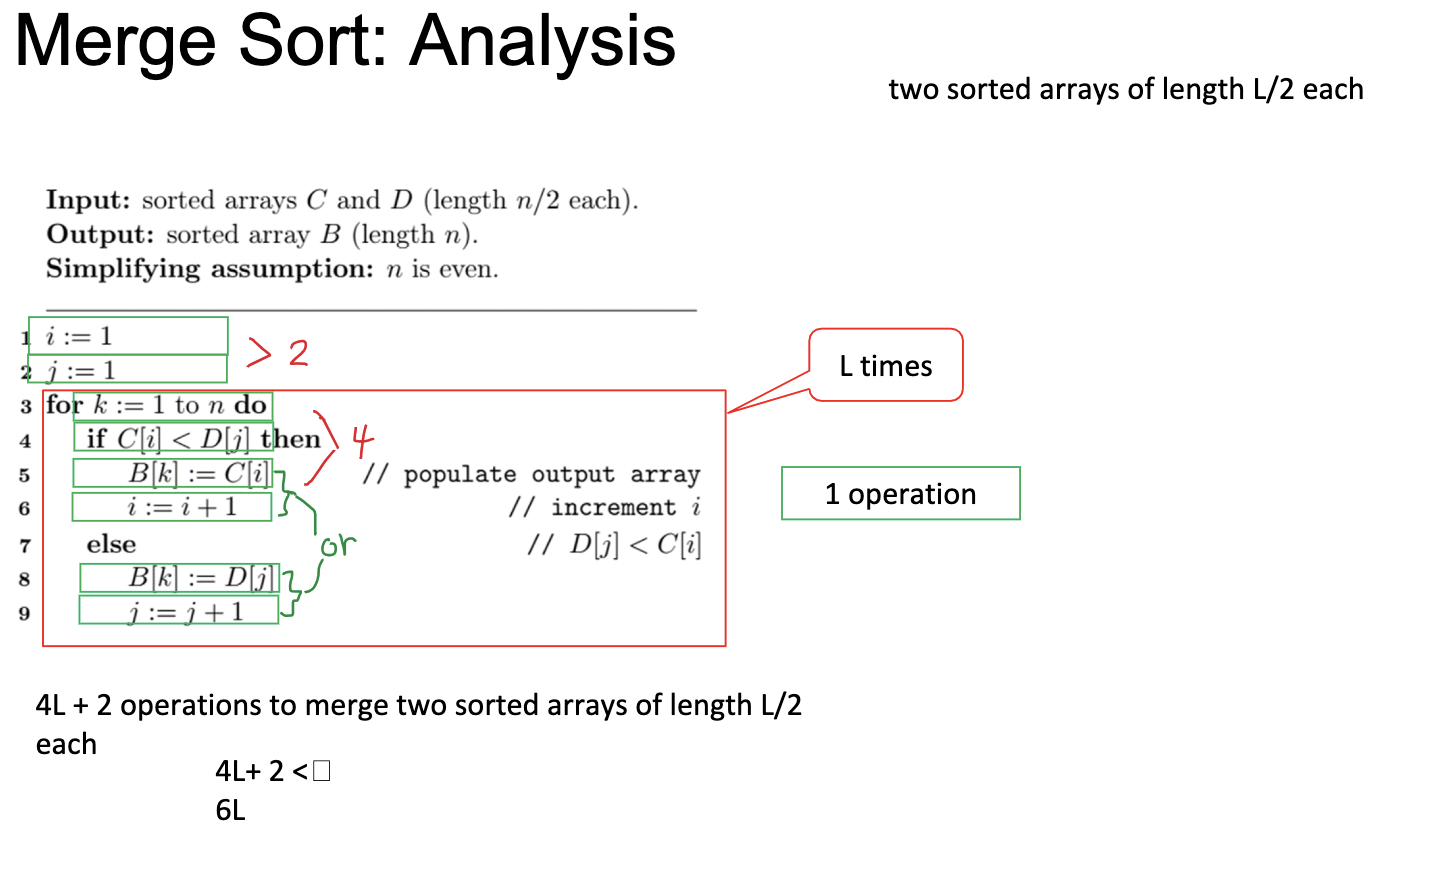 Merge Sort: Analysis
two sorted arrays of length L/2 each
Input: sorted arrays C and D (length n/2 each).
Output: sorted array B (length n).
Simplifying assumption: n is even.
1 i := 1
2 j := 1
> 2
3 for k := 1 to n do
4 if C[i] < D[j] then
4
5 B[k] := C[i] // populate output array
6 i := i + 1 // increment i
7 else // D[j] < C[i]
or
8 B[k] := D[j]
9 j := j + 1
L times
1 operation
4L + 2 operations to merge two sorted arrays of length L/2
each
4L+ 2 <□
6L